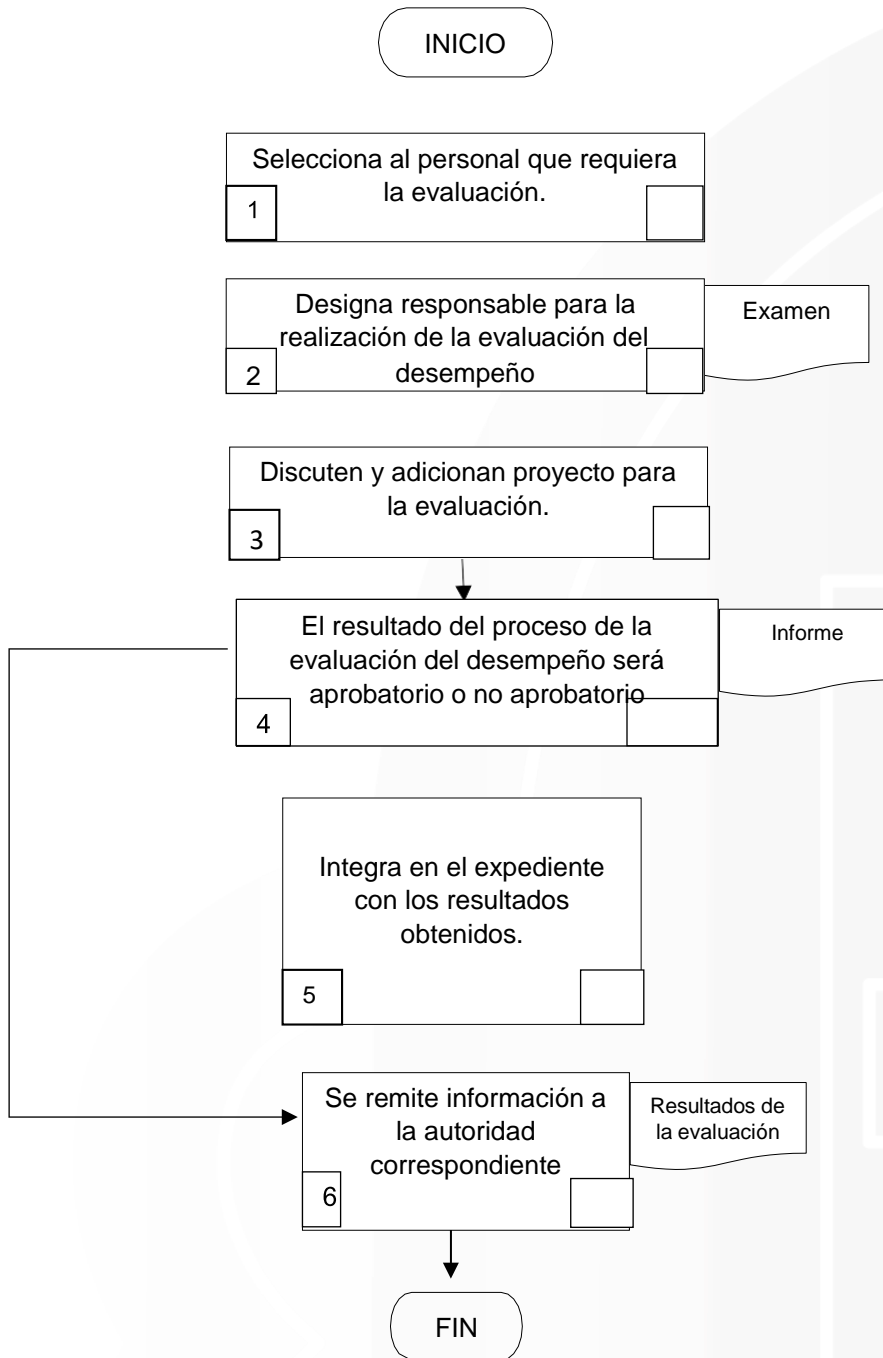 INICIO
Selecciona al personal que requiera
la evaluación.
1
Designa responsable para la
realización de la evaluación del
desempeño
2
Examen
Discuten y adicionan proyecto para
la evaluación.
3
El resultado del proceso de la
evaluación del desempeño será
aprobatorio o no aprobatorio
4
Informe
Integra en el expediente
con los resultados
obtenidos.
5
Se remite información a
la autoridad
correspondiente
6
Resultados de
la evaluación
FIN